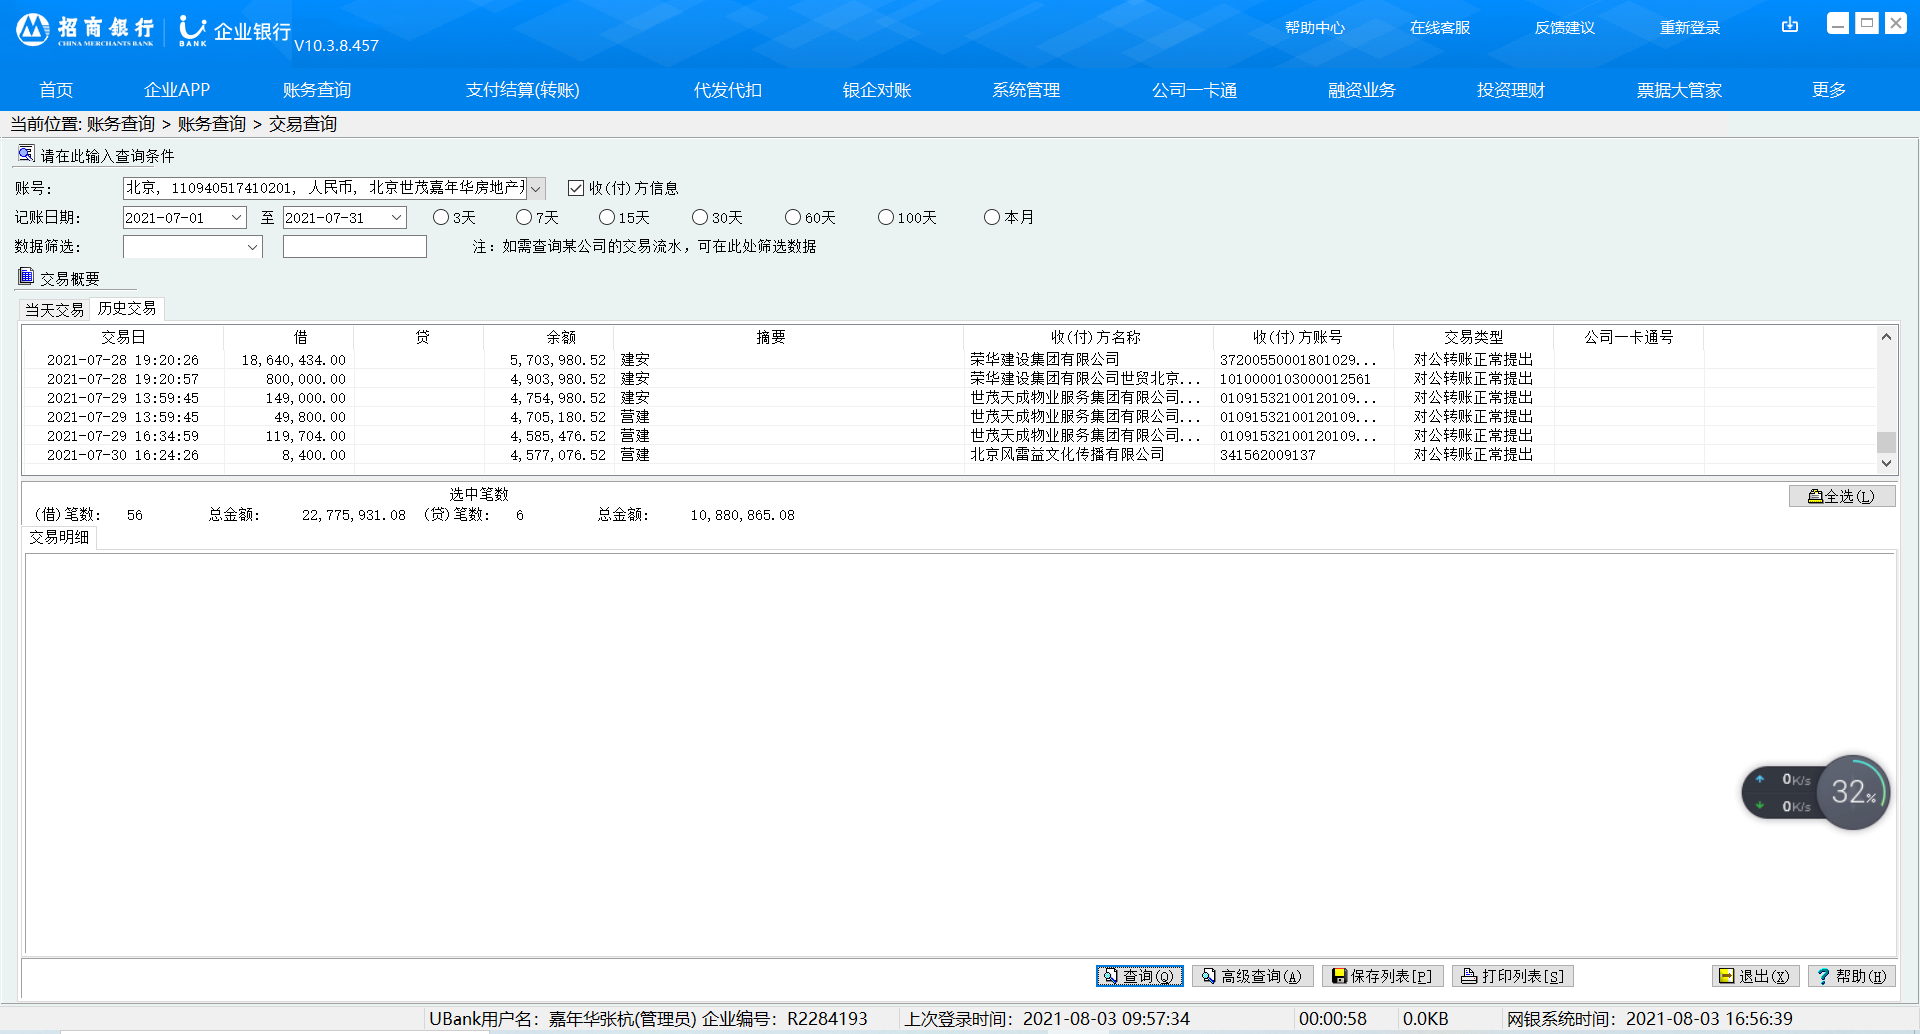 招商银行 CHINA MERCHANTS BANK U BANK 企业银行 V10.3.8.457 帮助中心 在线客服 反馈建议 重新登录
首页 企业APP 账务查询 支付结算(转账) 代发代扣 银企对账 系统管理 公司一卡通 融资业务 投资理财 票据大管家 更多
当前位置: 账务查询 > 账务查询 > 交易查询
请在此输入查询条件
账号: 北京, 110940517410201, 人民币, 北京世茂嘉年华房地产 收(付)方信息
记账日期: 2021-07-01 至 2021-07-31 3天 7天 15天 30天 60天 100天 本月
数据筛选: 注：如需查询某公司的交易流水，可在此处筛选数据
交易概要
当天交易 历史交易
交易日 借 贷 余额 摘要 收(付)方名称 收(付)方账号 交易类型 公司一卡通号
2021-07-28 19:20:26 18,640,434.00 5,703,980.52 建安 荣华建设集团有限公司 37200550001801029... 对公转账正常提出
2021-07-28 19:20:57 800,000.00 4,903,980.52 建安 荣华建设集团有限公司世贸北京... 1010000103000012561 对公转账正常提出
2021-07-29 13:59:45 149,000.00 4,754,980.52 建安 世茂天成物业服务集团有限公司... 01091532100120109... 对公转账正常提出
2021-07-29 13:59:45 49,800.00 4,705,180.52 营建 世茂天成物业服务集团有限公司... 01091532100120109... 对公转账正常提出
2021-07-29 16:34:59 119,704.00 4,585,476.52 营建 世茂天成物业服务集团有限公司... 01091532100120109... 对公转账正常提出
2021-07-30 16:24:26 8,400.00 4,577,076.52 营建 北京风雷益文化传播有限公司 341562009137 对公转账正常提出
选中笔数 全选(L)
(借)笔数: 56 总金额: 22,775,931.08 (贷)笔数: 6 总金额: 10,880,865.08
交易明细
0K/s
0K/s
32%
查询(Q) 高级查询(A) 保存列表[P] 打印列表[S] 退出(X) 帮助(H)
UBank用户名：嘉年华张杭(管理员) 企业编号：R2284193 上次登录时间：2021-08-03 09:57:34 00:00:58 0.0KB 网银系统时间：2021-08-03 16:56:39